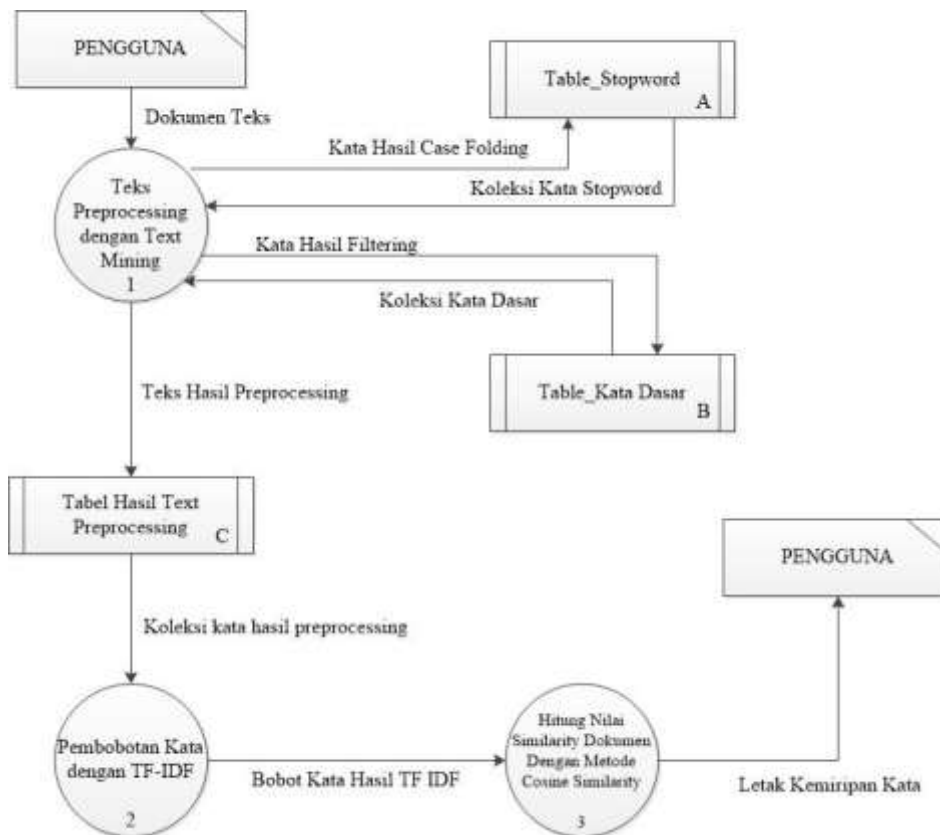 PENGGUNA
Dokumen Teks
Table_Stopword
A
Kata Hasil Case Folding
Koleksi Kata Stopword
Teks
Preprocessing
dengan Text
Mining
1
Kata Hasil Filtering
Koleksi Kata Dasar
Table_Kata Dasar
B
Teks Hasil Preprocessing
Tabel Hasil Text
Preprocessing
C
PENGGUNA
Koleksi kata hasil preprocessing
Pembobotan Kata
dengan TF-IDF
2
Bobot Kata Hasil TF IDF
Hitung Nilai
Similarity Dokumen
Dengan Metode
Cosine Similarity
3
Letak Kemiripan Kata